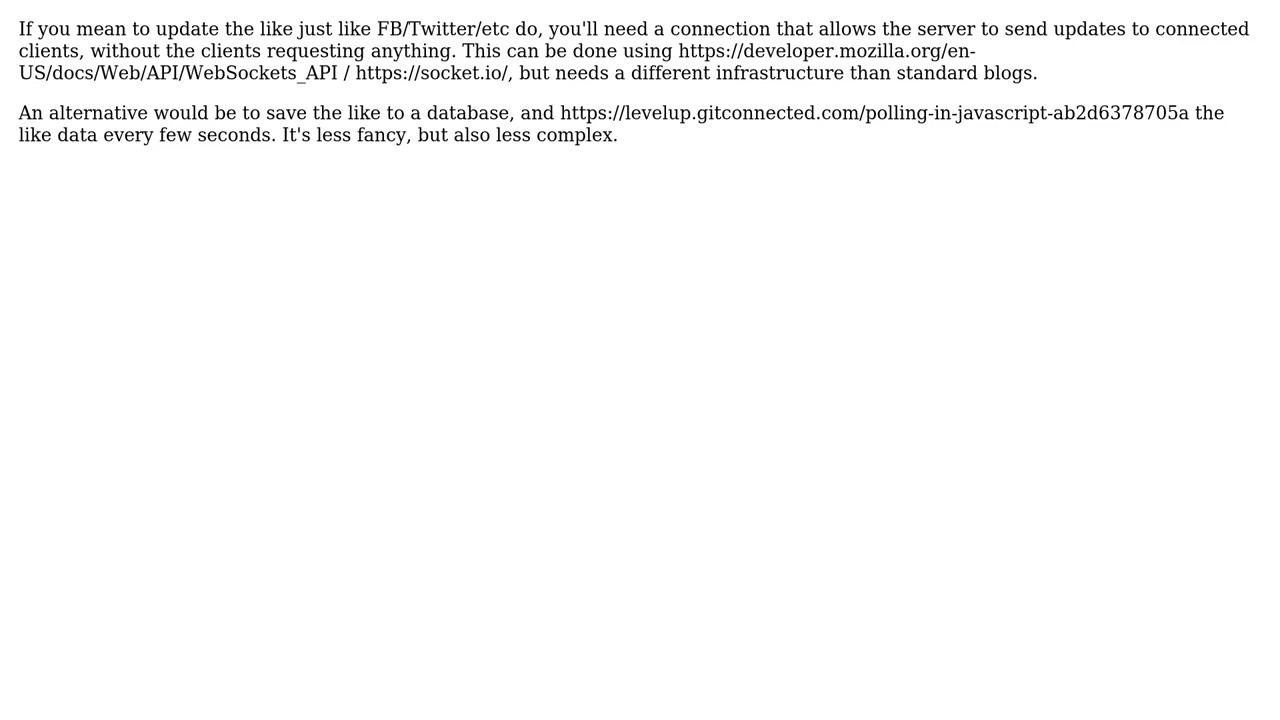 If you mean to update the like just like FB/Twitter/etc do, you'll need a connection that allows the server to send updates to connected
clients, without the clients requesting anything. This can be done using https://developer.mozilla.org/en-
US/docs/Web/API/WebSockets_API / https://socket.io/, but needs a different infrastructure than standard blogs.
An alternative would be to save the like to a database, and https://levelup.gitconnected.com/polling-in-javascript-ab2d6378705a the
like data every few seconds. It's less fancy, but also less complex.